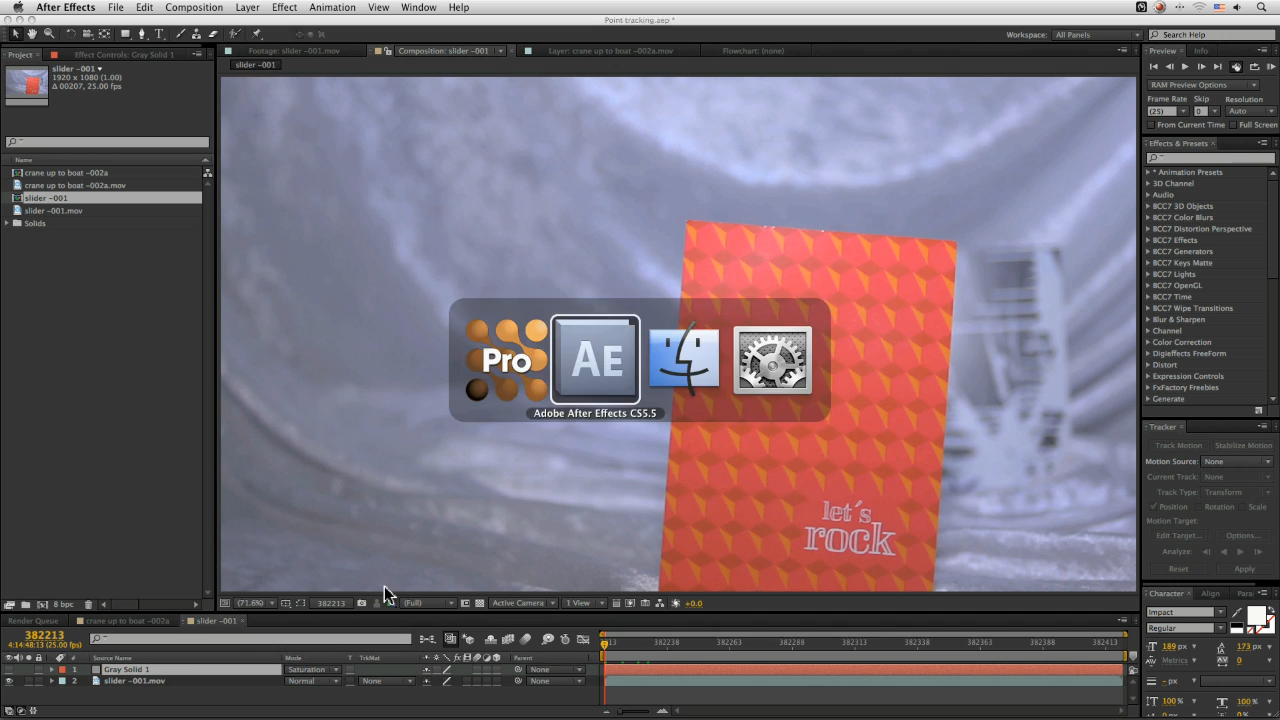 After Effects File Edit Composition Layer Effect Animation View Window Help
Point tracking.aep *
Workspace: All Panels
Search Help
Project Effect Controls: Gray Solid 1
Footage: slider -001.mov Composition: slider -001 Layer: crane up to boat -002a.mov Flowchart: (none)
Preview Info
slider -001
slider -001
1920 x 1080 (1.00)
Δ 00207, 25.00 fps
RAM Preview Options
Frame Rate Skip Resolution
(25) 0 Auto
From Current Time Full Screen
Name
crane up to boat -002a
crane up to boat -002a.mov
slider -001
slider -001.mov
Solids
Effects & Presets
* Animation Presets
3D Channel
Audio
BCC7 3D Objects
BCC7 Color Blurs
BCC7 Distortion Perspective
BCC7 Effects
BCC7 Generators
BCC7 Keys Matte
BCC7 Lights
BCC7 OpenGL
BCC7 Time
BCC7 Wipe Transitions
Blur & Sharpen
Channel
Color Correction
Digieffects FreeForm
Distort
Expression Controls
FxFactory Freebies
Generate
Pro
AE
Adobe After Effects CS5.5
let´s
rock
Tracker
Track Motion Stabilize Motion
Motion Source: None
Current Track: None
Track Type: Transform
Position Rotation Scale
Motion Target:
Edit Target... Options...
Analyze:
Reset Apply
8 bpc
(71.6%) 382213 (Full) Active Camera 1 View +0.0
Character Align Para
Impact
Regular
189 px 173 px
Metrics 0
- px
100 % 100 %
Render Queue crane up to boat -002a slider -001
382213
4:14:48:13 (25.00 fps)
13 382238 382263 382288 382313 382338 382363 382388 382413
# Source Name Mode T TrkMat Parent
1 Gray Solid 1 Saturation None
2 slider -001.mov Normal None None